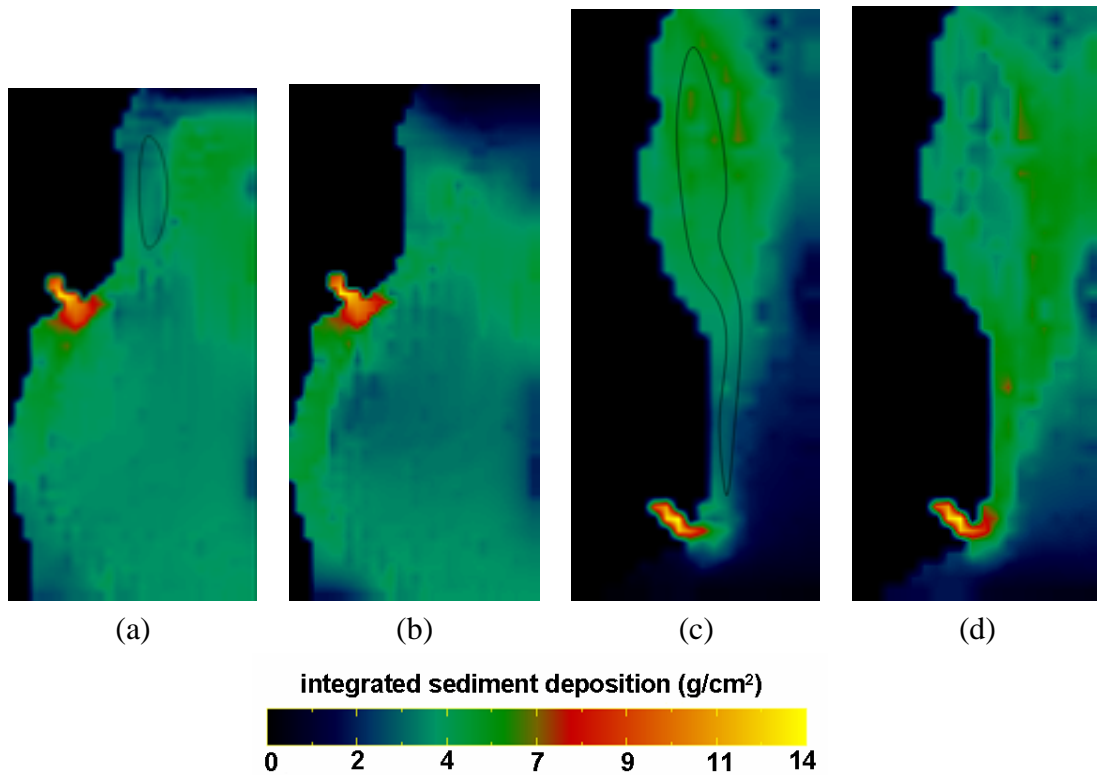 (a) (b) (c) (d)
integrated sediment deposition (g/cm²)
0 2 4 7 9 11 14